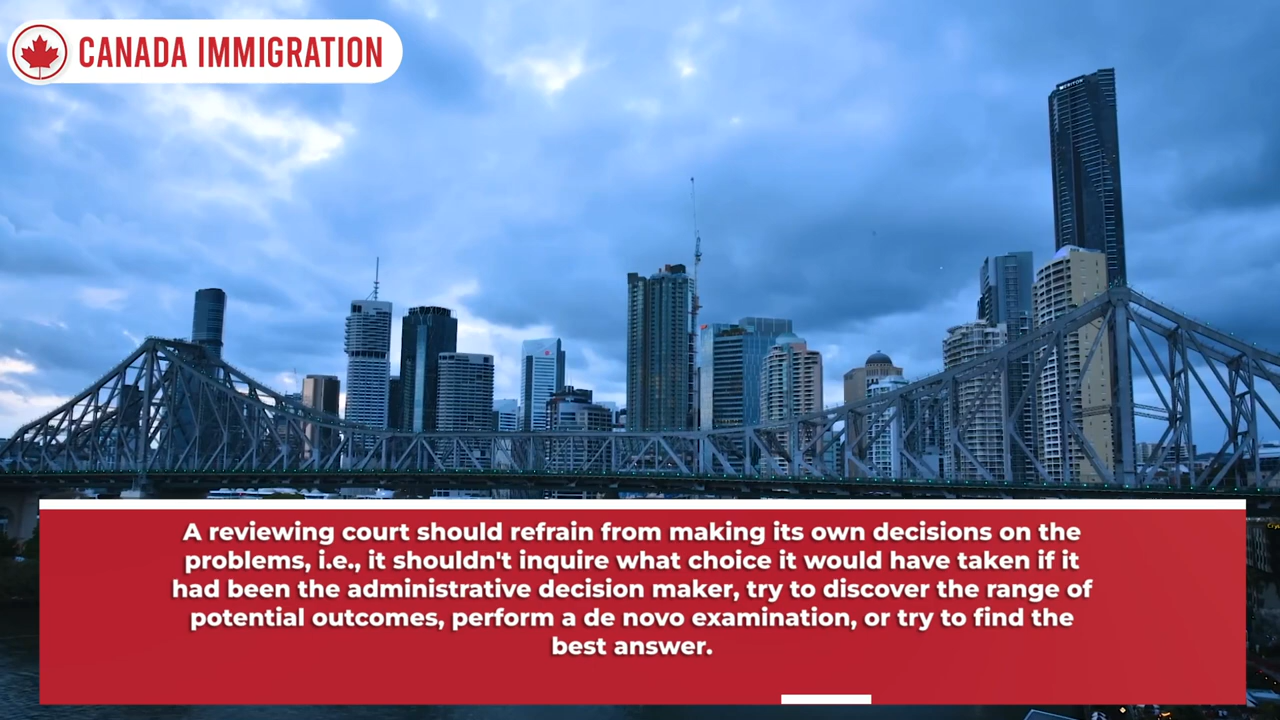 CANADA IMMIGRATION
MERITON
A reviewing court should refrain from making its own decisions on the
problems, i.e., it shouldn't inquire what choice it would have taken if it
had been the administrative decision maker, try to discover the range of
potential outcomes, perform a de novo examination, or try to find the
best answer.